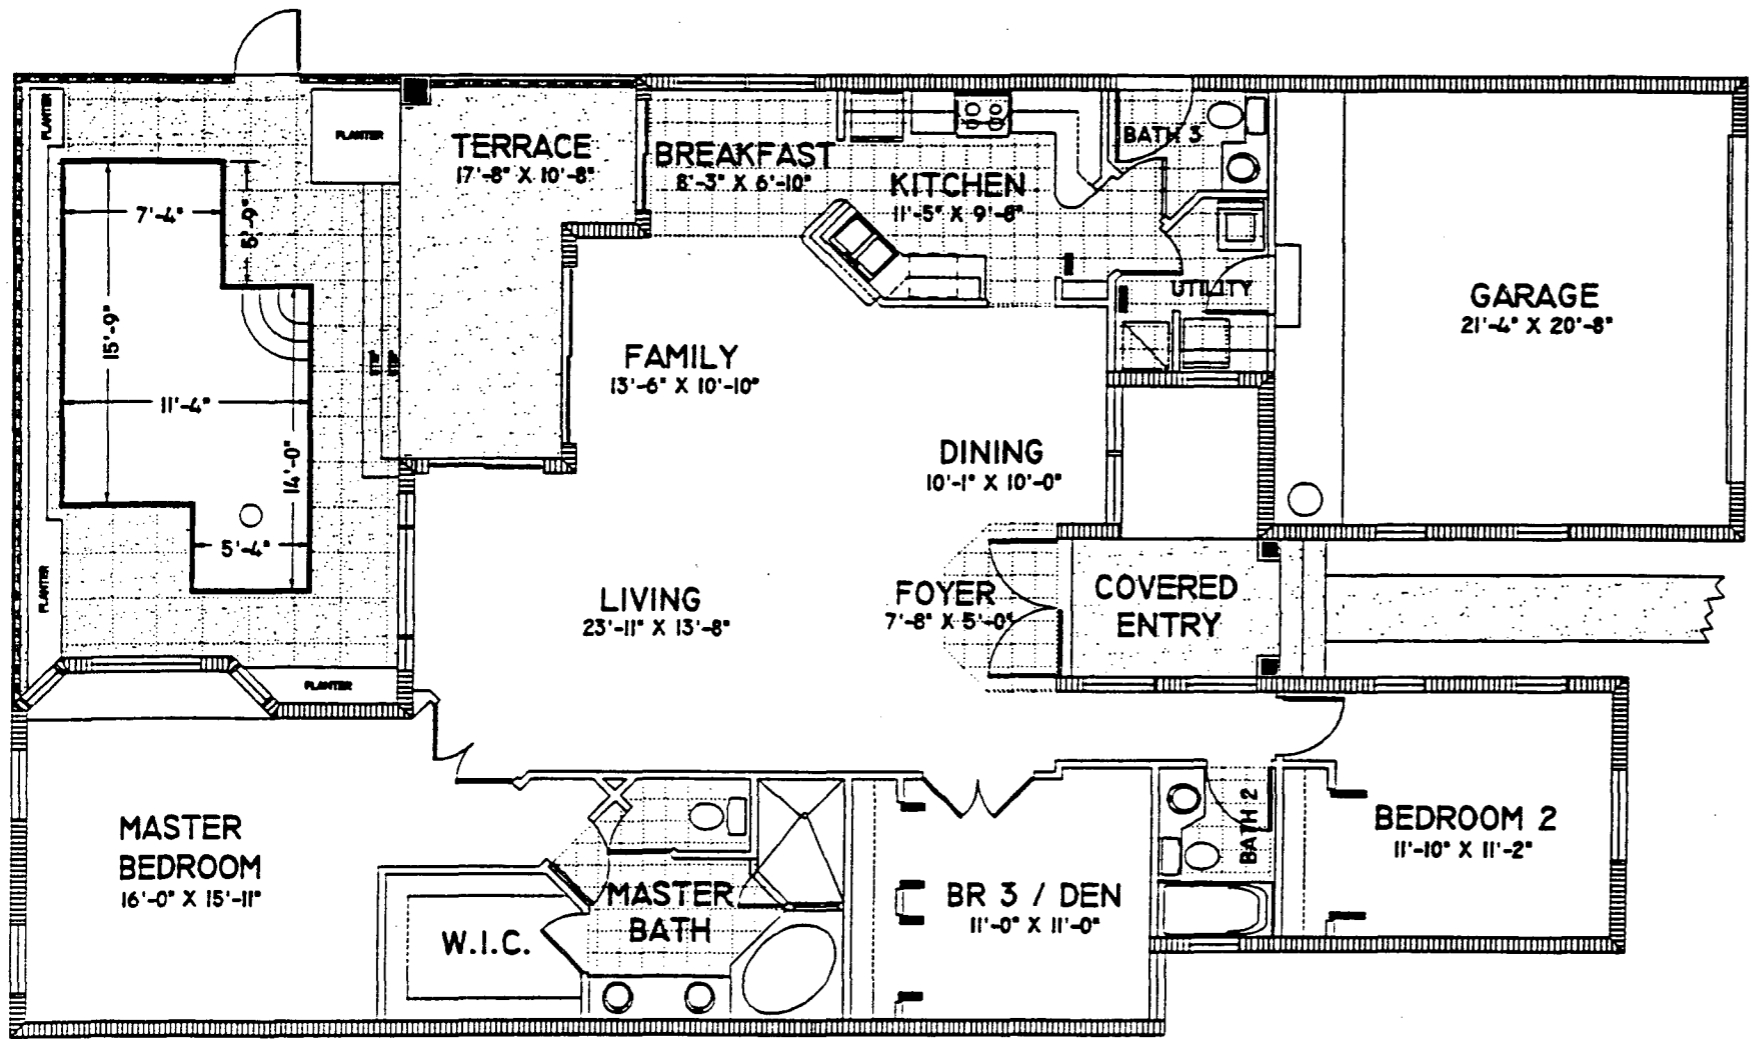 PLANTER
PLANTER
TERRACE
17'-8" X 10'-8"
BREAKFAST
8'-3" X 6'-10"
KITCHEN
11'-5" X 9'-8"
BATH 3
7'-4"
5'-9"
15'-9"
11'-4"
14'-0"
5'-4"
STEP
STEP
UTILITY
GARAGE
21'-4" X 20'-8"
FAMILY
13'-6" X 10'-10"
DINING
10'-1" X 10'-0"
PLANTER
LIVING
23'-11" X 13'-8"
FOYER
7'-8" X 5'-0"
COVERED
ENTRY
PLANTER
MASTER
BEDROOM
16'-0" X 15'-11"
W.I.C.
MASTER
BATH
BR 3 / DEN
11'-0" X 11'-0"
BATH 2
BEDROOM 2
11'-10" X 11'-2"